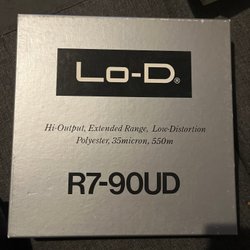 Lo-D®
Hi-Output, Extended Range, Low-Distortion
Polyester, 35micron, 550m
R7-90UD